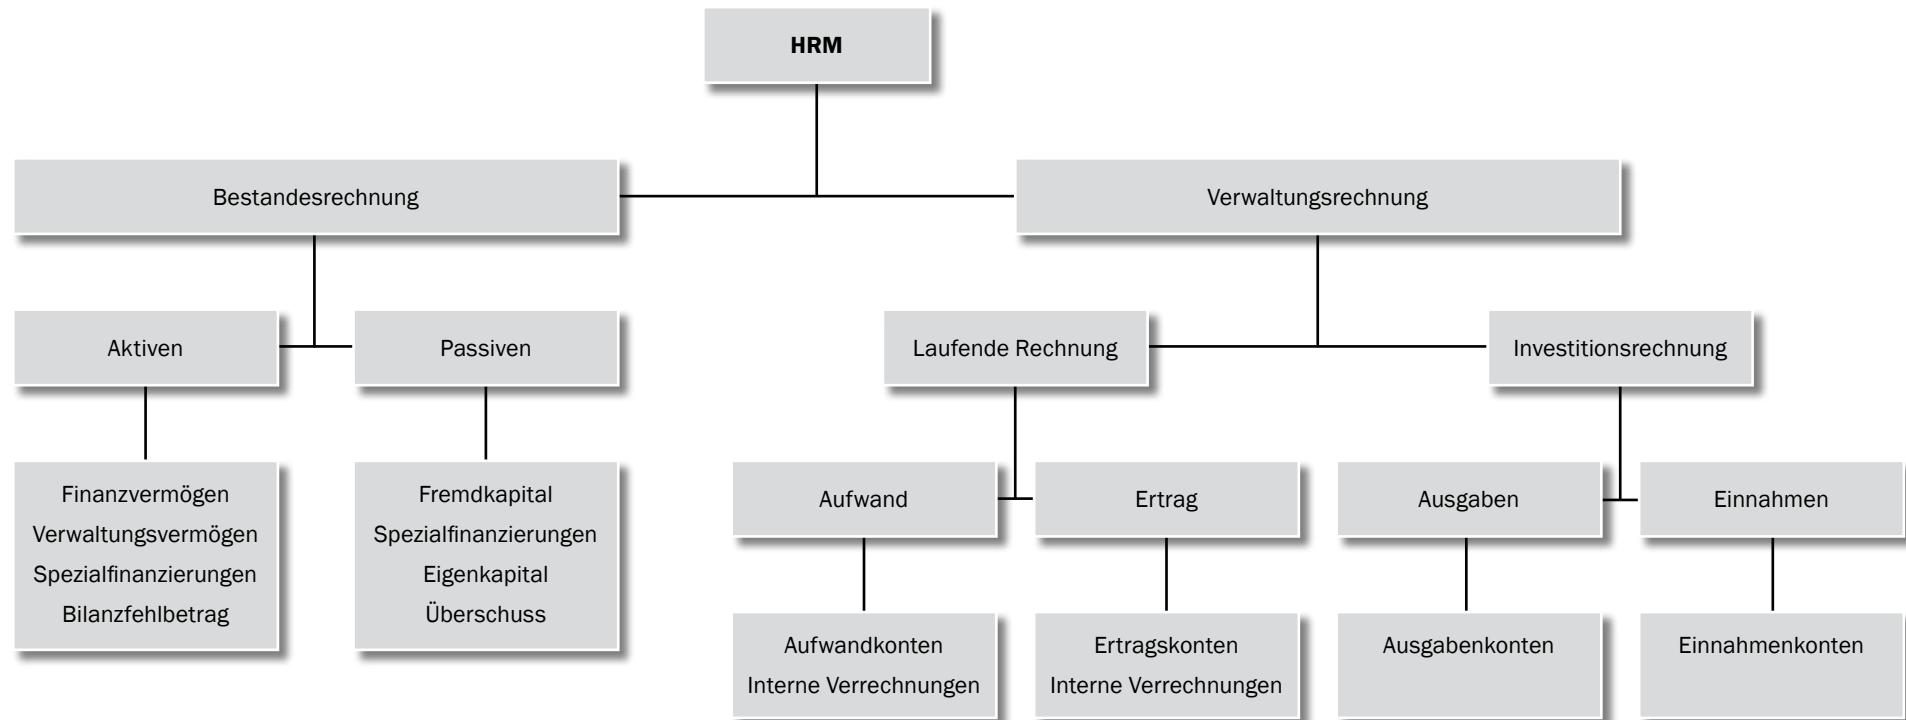 HRM
Bestandesrechnung
Verwaltungsrechnung
Aktiven
Passiven
Laufende Rechnung
Investitionsrechnung
Finanzvermögen
Verwaltungsvermögen
Spezialfinanzierungen
Bilanzfehlbetrag
Fremdkapital
Spezialfinanzierungen
Eigenkapital
Überschuss
Aufwand
Ertrag
Ausgaben
Einnahmen
Aufwandkonten
Interne Verrechnungen
Ertragskonten
Interne Verrechnungen
Ausgabenkonten
Einnahmenkonten